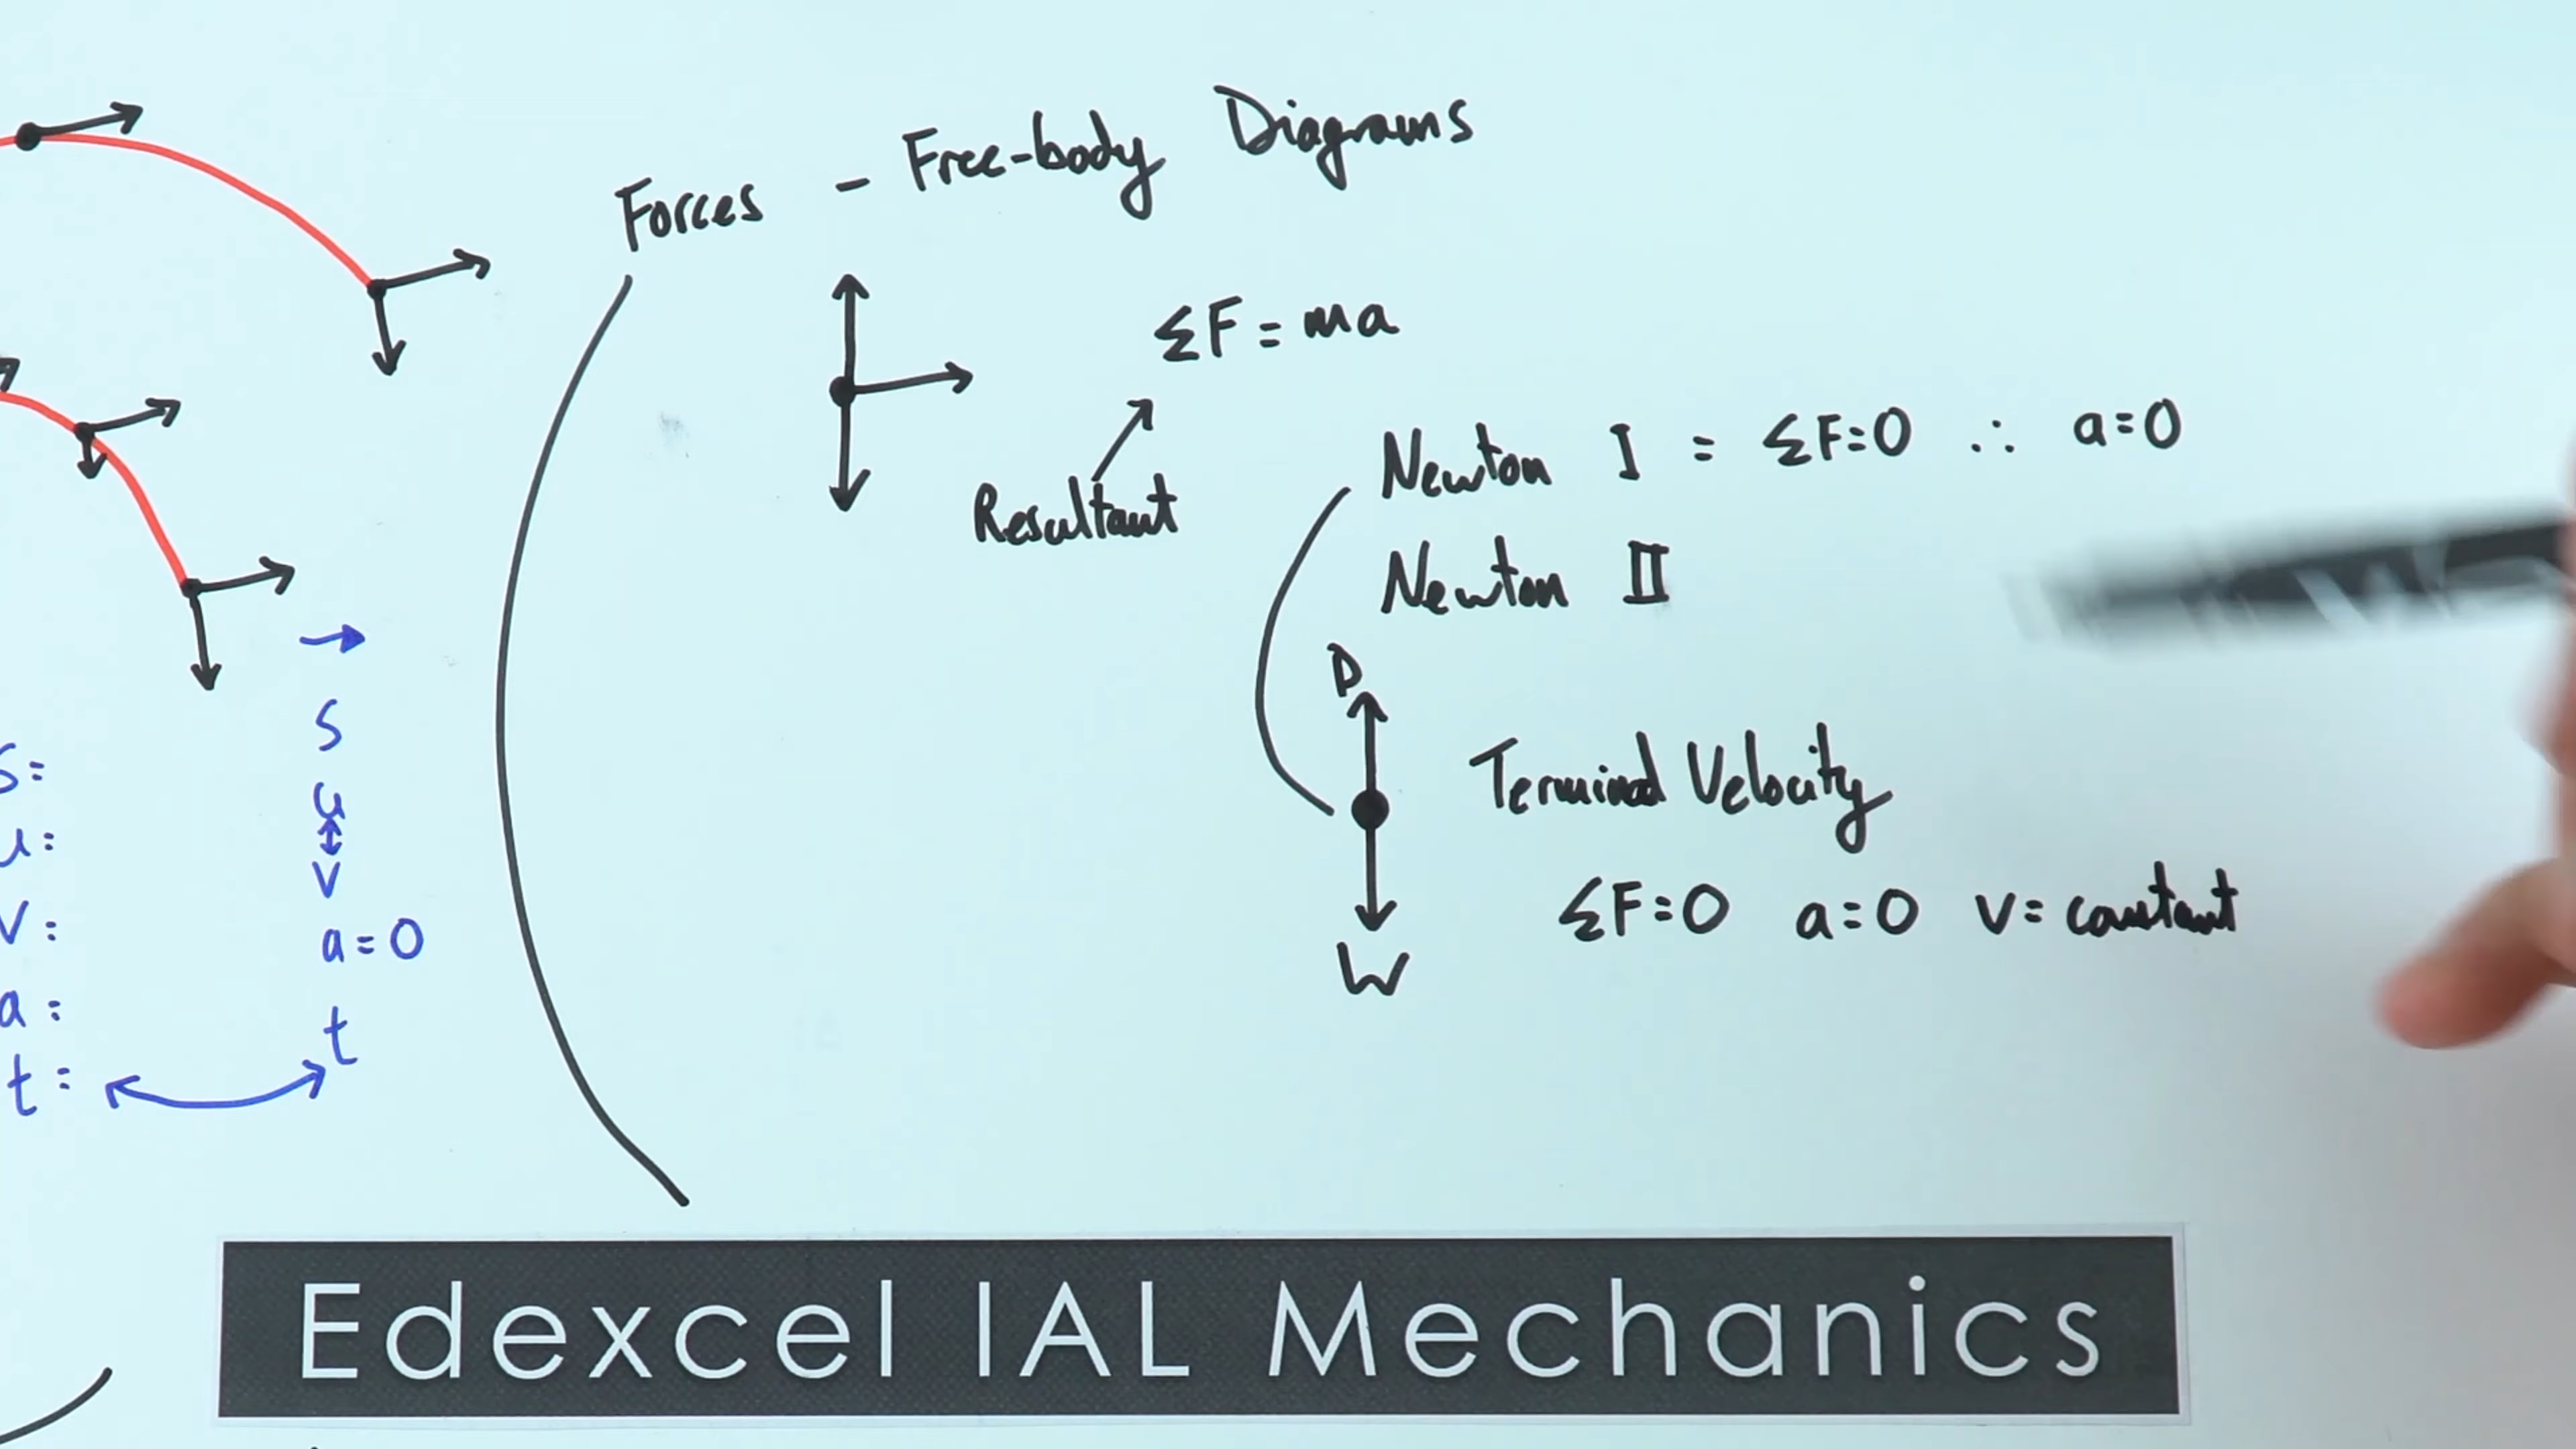 Forces - Free-body Diagrams
ΣF = ma
Resultant
Newton I = ΣF=0 ∴ a=0
Newton II
D
Terminal Velocity
ΣF=0 a=0 v= constant
W
s=
u:
v:
a:
t:
s
u
v
a=0
t
Edexcel IAL Mechanics